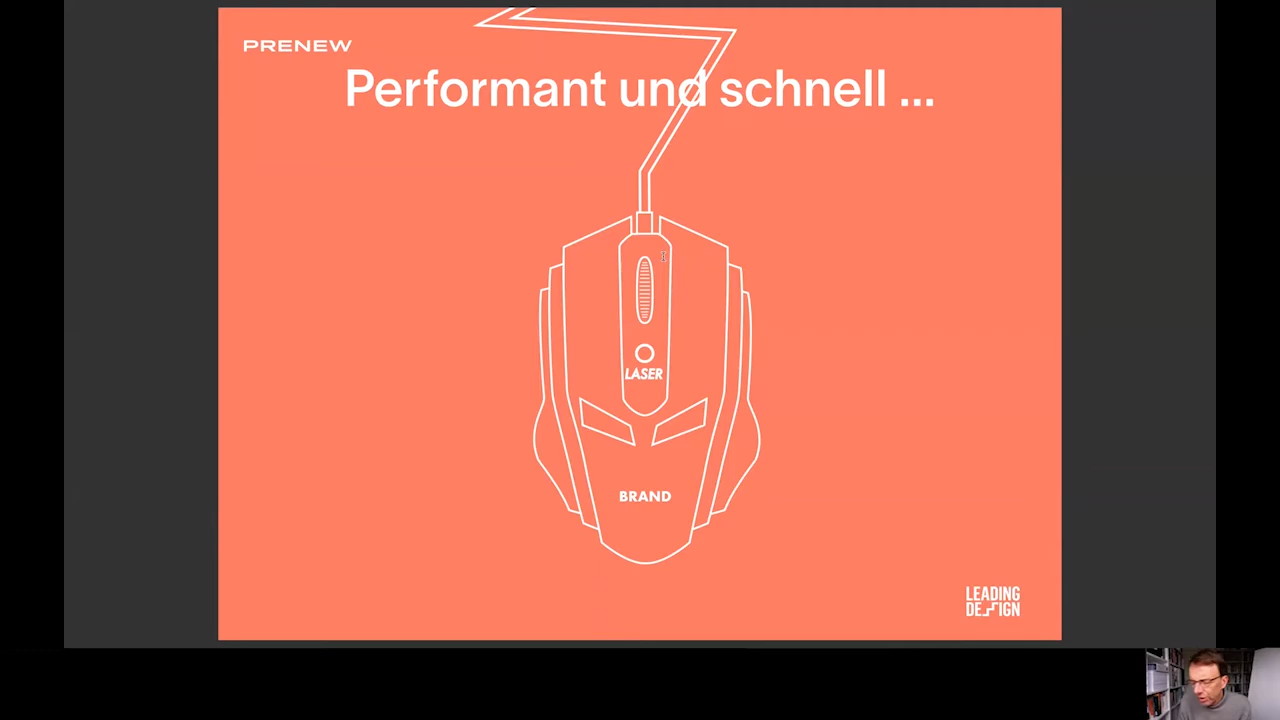 PRENEW
Performant und schnell ...
LASER
BRAND
LEADING
DESIGN